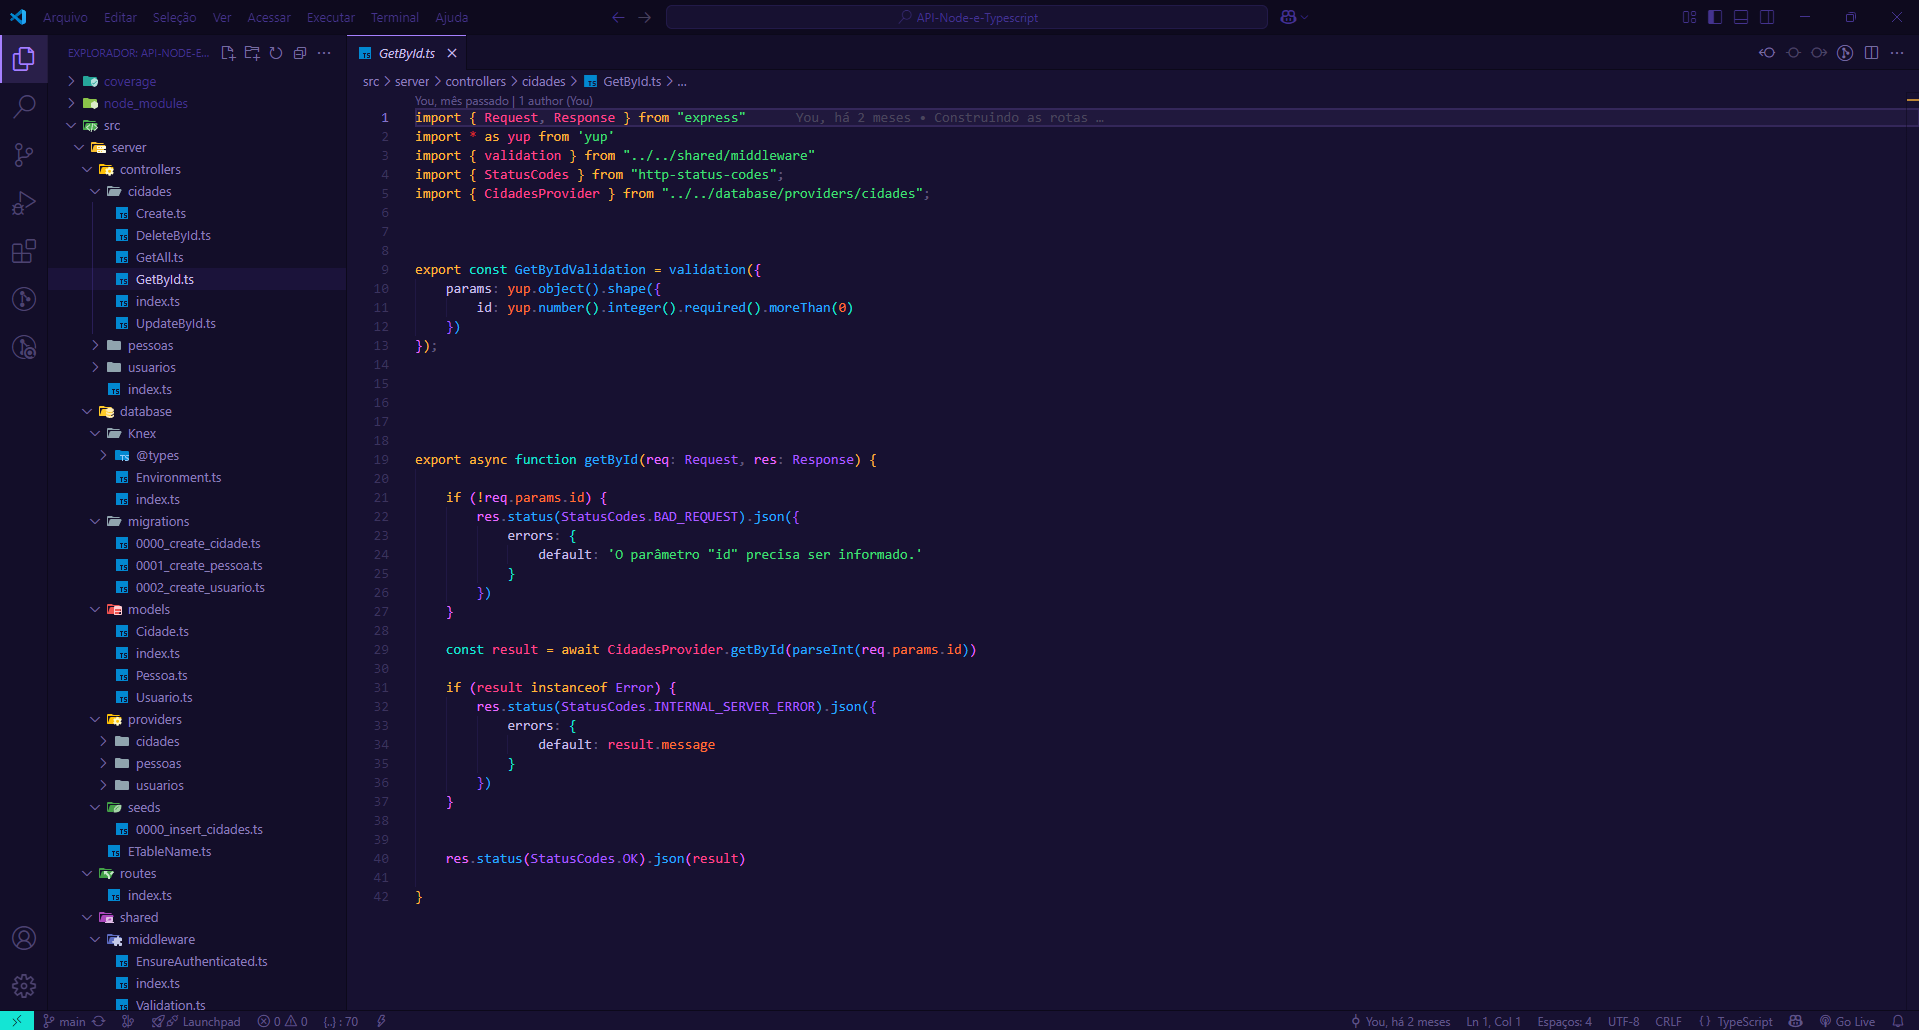 Arquivo Editar Seleção Ver Acessar Executar Terminal Ajuda
API-Node-e-Typescript
EXPLORADOR: API-NODE-E...
coverage
node_modules
src
server
controllers
cidades
Create.ts
DeleteById.ts
GetAll.ts
GetById.ts
index.ts
UpdateById.ts
pessoas
usuarios
index.ts
database
Knex
@types
Environment.ts
index.ts
migrations
0000_create_cidade.ts
0001_create_pessoa.ts
0002_create_usuario.ts
models
Cidade.ts
index.ts
Pessoa.ts
Usuario.ts
providers
cidades
pessoas
usuarios
seeds
0000_insert_cidades.ts
ETableName.ts
routes
index.ts
shared
middleware
EnsureAuthenticated.ts
index.ts
Validation.ts
GetById.ts
src > server > controllers > cidades > GetById.ts > ...
You, mês passado | 1 author (You)
1 import { Request, Response } from "express" You, há 2 meses • Construindo as rotas …
2 import * as yup from 'yup'
3 import { validation } from "../../shared/middleware"
4 import { StatusCodes } from "http-status-codes";
5 import { CidadesProvider } from "../../database/providers/cidades";
6
7
8
9 export const GetByIdValidation = validation({
10     params: yup.object().shape({
11         id: yup.number().integer().required().moreThan(0)
12     })
13 });
14
15
16
17
18
19 export async function getById(req: Request, res: Response) {
20
21     if (!req.params.id) {
22         res.status(StatusCodes.BAD_REQUEST).json({
23             errors: {
24                 default: 'O parâmetro "id" precisa ser informado.'
25             }
26         })
27     }
28
29     const result = await CidadesProvider.getById(parseInt(req.params.id))
30
31     if (result instanceof Error) {
32         res.status(StatusCodes.INTERNAL_SERVER_ERROR).json({
33             errors: {
34                 default: result.message
35             }
36         })
37     }
38
39
40     res.status(StatusCodes.OK).json(result)
41
42 }
main Launchpad 0 0 {..} : 70 You, há 2 meses Ln 1, Col 1 Espaços: 4 UTF-8 CRLF {} TypeScript Go Live